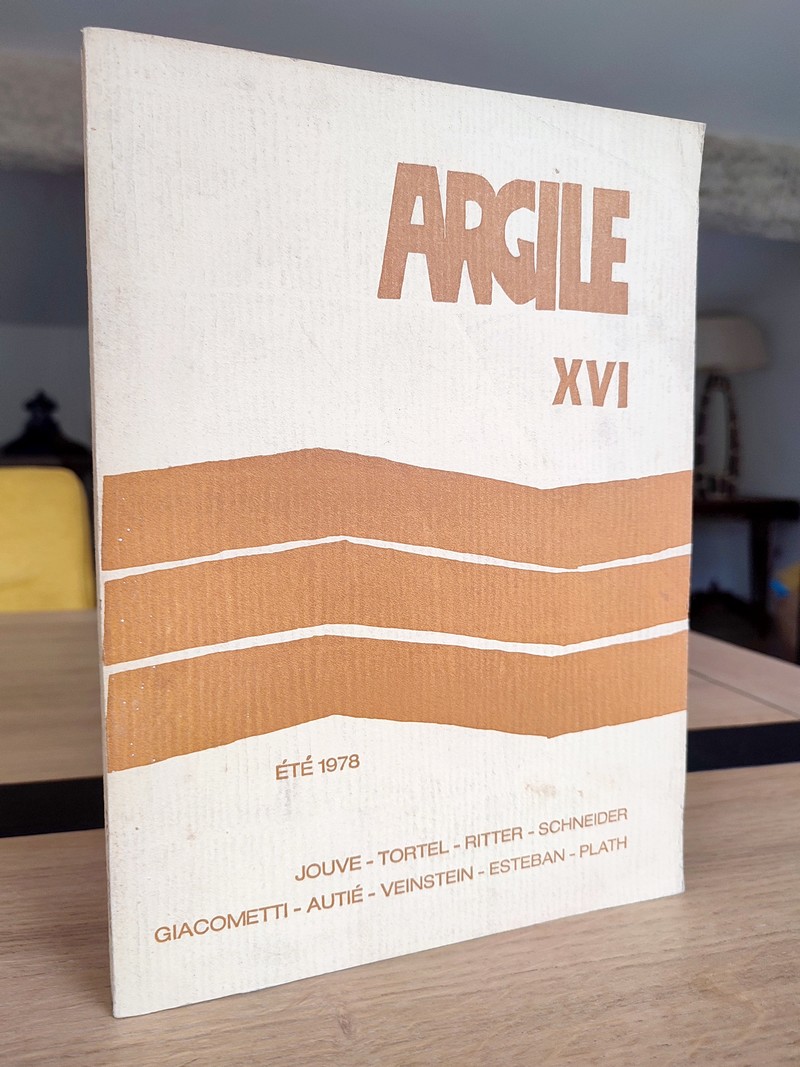 ARGILE
XVI
ÉTÉ 1978
JOUVE - TORTEL - RITTER - SCHNEIDER
GIACOMETTI - AUTIÉ - VEINSTEIN - ESTEBAN - PLATH